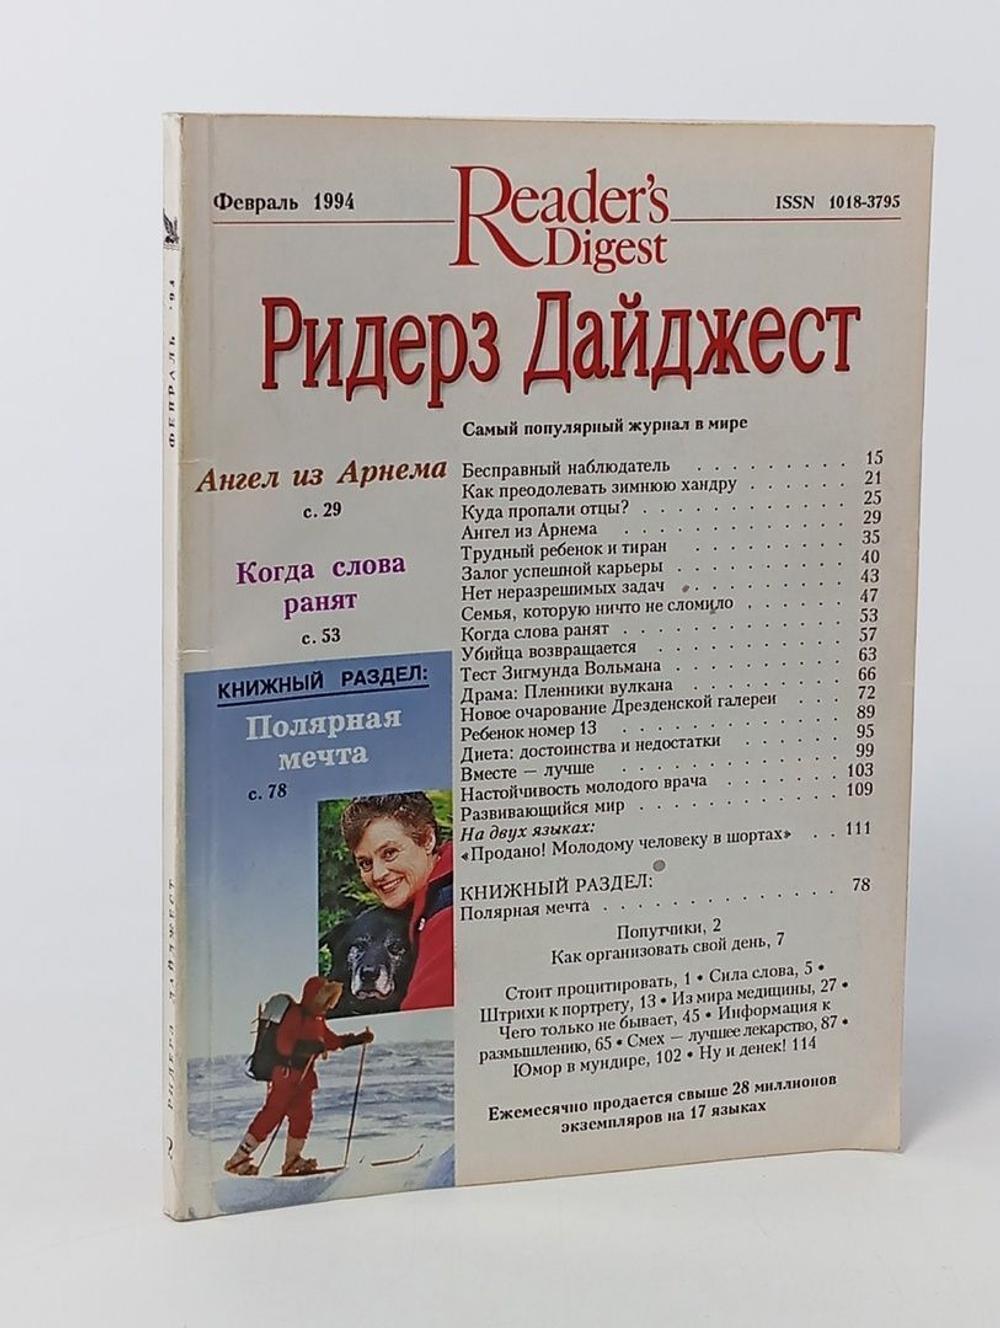 Февраль 1994
Reader's
Digest
ISSN 1018-3795
Ридерз Дайджест
Самый популярный журнал в мире
Ангел из Арнема
с. 29
Когда слова
ранят
с. 53
КНИЖНЫЙ РАЗДЕЛ:
Полярная
мечта
с. 78
Бесправный наблюдатель . . . . . . . . 15
Как преодолевать зимнюю хандру . . . . . . 21
Куда пропали отцы? . . . . . . . . . . . 25
Ангел из Арнема . . . . . . . . . . . . 29
Трудный ребенок и тиран . . . . . . . . 35
Залог успешной карьеры . . . . . . . . . 40
Нет неразрешимых задач . . . . . . . . . 43
Семья, которую ничто не сломило . . . . . . 47
Когда слова ранят . . . . . . . . . . . 53
Убийца возвращается . . . . . . . . . . 57
Тест Зигмунда Вольмана . . . . . . . . . 63
Драма: Пленники вулкана . . . . . . . . 66
Новое очарование Дрезденской галереи . . . . 72
Ребенок номер 13 . . . . . . . . . . . 89
Диета: достоинства и недостатки . . . . . . 95
Вместе — лучше . . . . . . . . . . . . 99
Настойчивость молодого врача . . . . . . . 103
Развивающийся мир . . . . . . . . . . . 109
На двух языках:
«Продано! Молодому человеку в шортах» . . 111
КНИЖНЫЙ РАЗДЕЛ:
Полярная мечта . . . . . . . . . . . . 78
Попутчики, 2
Как организовать свой день, 7
Стоит процитировать, 1 • Сила слова, 5 •
Штрихи к портрету, 13 • Из мира медицины, 27 •
Чего только не бывает, 45 • Информация к
размышлению, 65 • Смех — лучшее лекарство, 87 •
Юмор в мундире, 102 • Ну и денек! 114
Ежемесячно продается свыше 28 миллионов
экземпляров на 17 языках
ФЕВРАЛЬ '94
РИДЕРЗ ДАЙДЖЕСТ
2